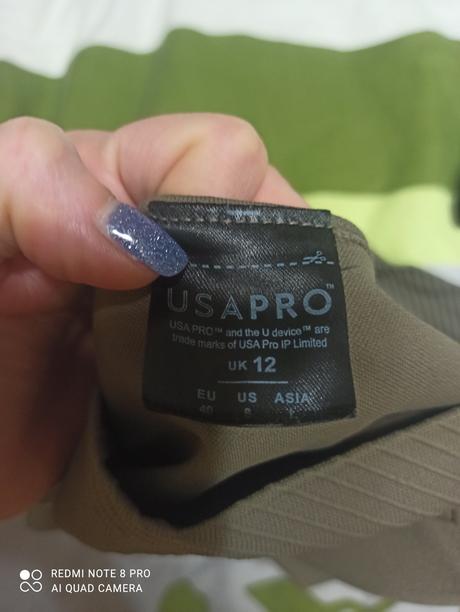 USAPRO™
USA PRO™ and the U device™ are
trade marks of USA Pro IP Limited
UK 12
EU US ASIA
40 8 L
REDMI NOTE 8 PRO
AI QUAD CAMERA